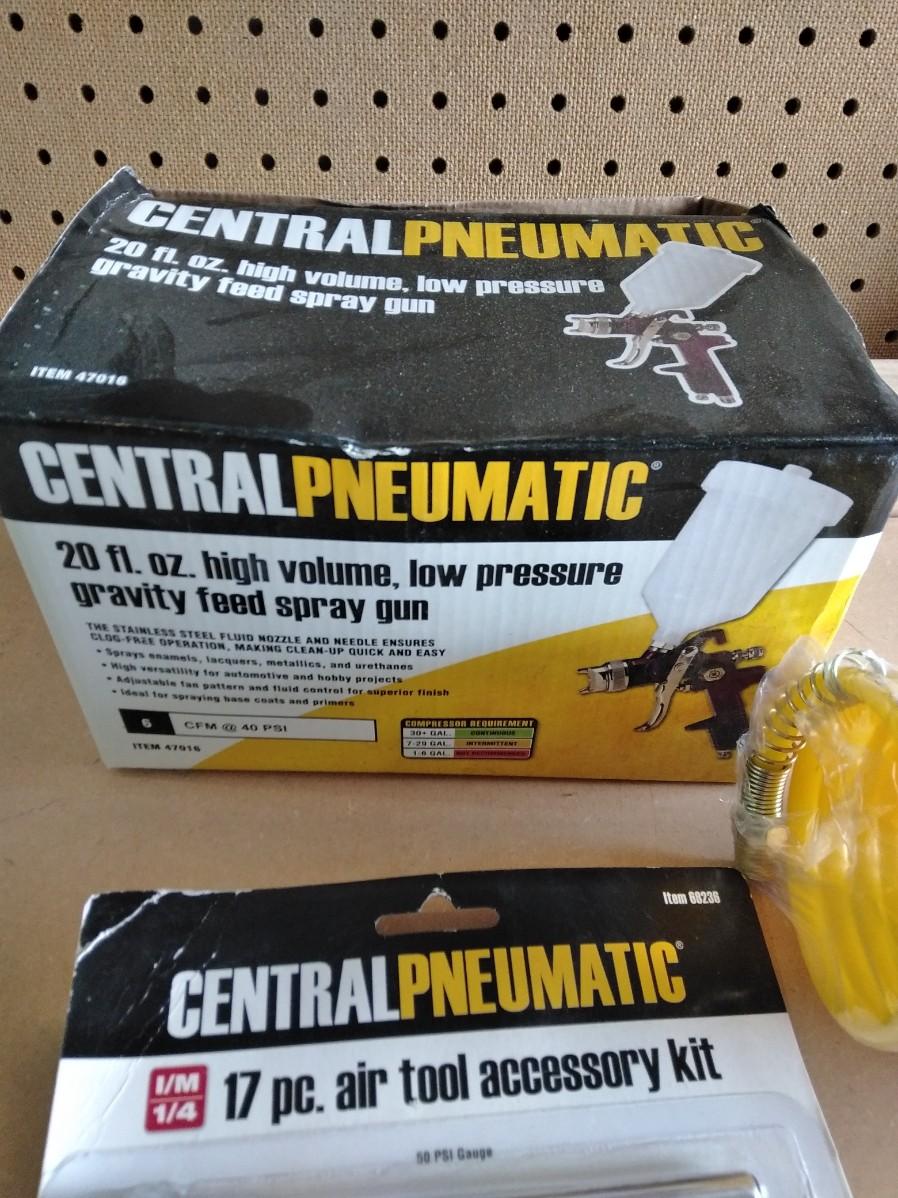 CENTRALPNEUMATIC®
20 fl. oz. high volume, low pressure
gravity feed spray gun
ITEM 47016
CENTRALPNEUMATIC®
20 fl. oz. high volume, low pressure
gravity feed spray gun
THE STAINLESS STEEL FLUID NOZZLE AND NEEDLE ENSURES
CLOG-FREE OPERATION, MAKING CLEAN-UP QUICK AND EASY
• Sprays enamels, lacquers, metallics, and urethanes
• High versatility for automotive and hobby projects
• Adjustable fan pattern and fluid control for superior finish
• Ideal for spraying base coats and primers
6 CFM @ 40 PSI
ITEM 47016
COMPRESSOR REQUIREMENT
30+ GAL. CONTINUOUS
7-29 GAL. INTERMITTENT
1-6 GAL. NOT RECOMMENDED
Item 68236
CENTRALPNEUMATIC®
I/M
1/4
17 pc. air tool accessory kit
50 PSI Gauge